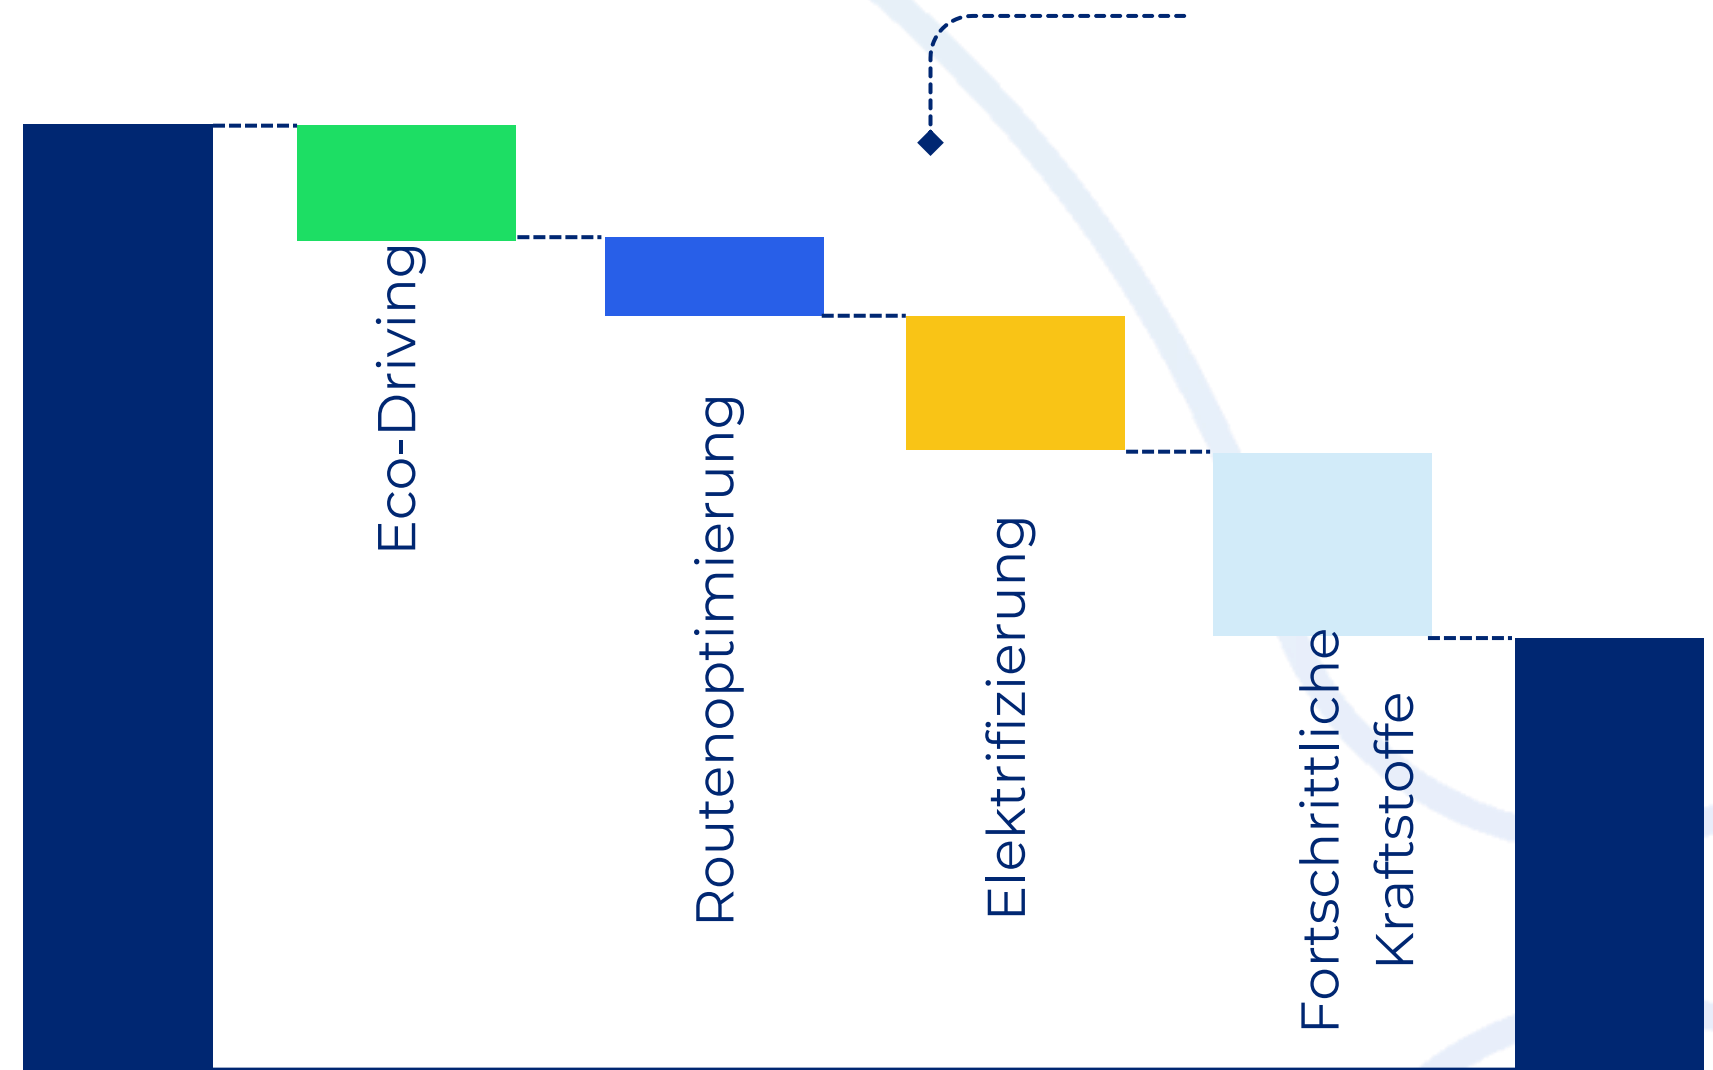 Eco-Driving
Routenoptimierung
Elektrifizierung
Fortschrittliche
Kraftstoffe